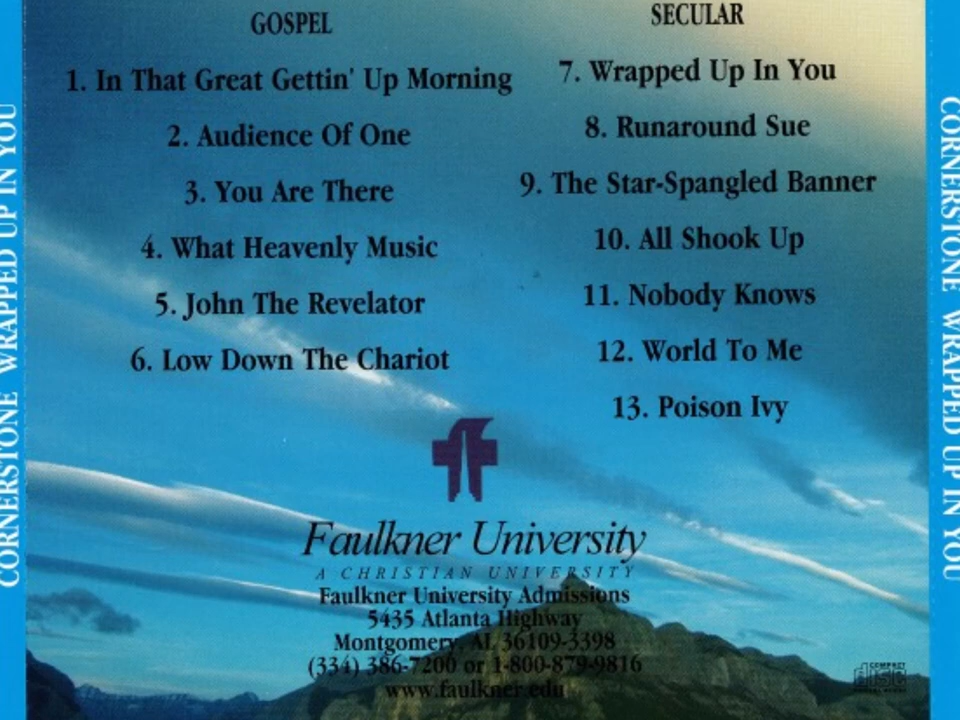 GOSPEL
1. In That Great Gettin' Up Morning
2. Audience Of One
3. You Are There
4. What Heavenly Music
5. John The Revelator
6. Low Down The Chariot
SECULAR
7. Wrapped Up In You
8. Runaround Sue
9. The Star-Spangled Banner
10. All Shook Up
11. Nobody Knows
12. World To Me
13. Poison Ivy
Faulkner University
A CHRISTIAN UNIVERSITY
Faulkner University Admissions
5435 Atlanta Highway
Montgomery, AL 36109-3398
(334) 386-7200 or 1-800-879-9816
www.faulkner.edu
COMPACT
disc
DIGITAL AUDIO
CORNERSTONE WRAPPED UP IN YOU
CORNERSTONE WRAPPED UP IN YOU